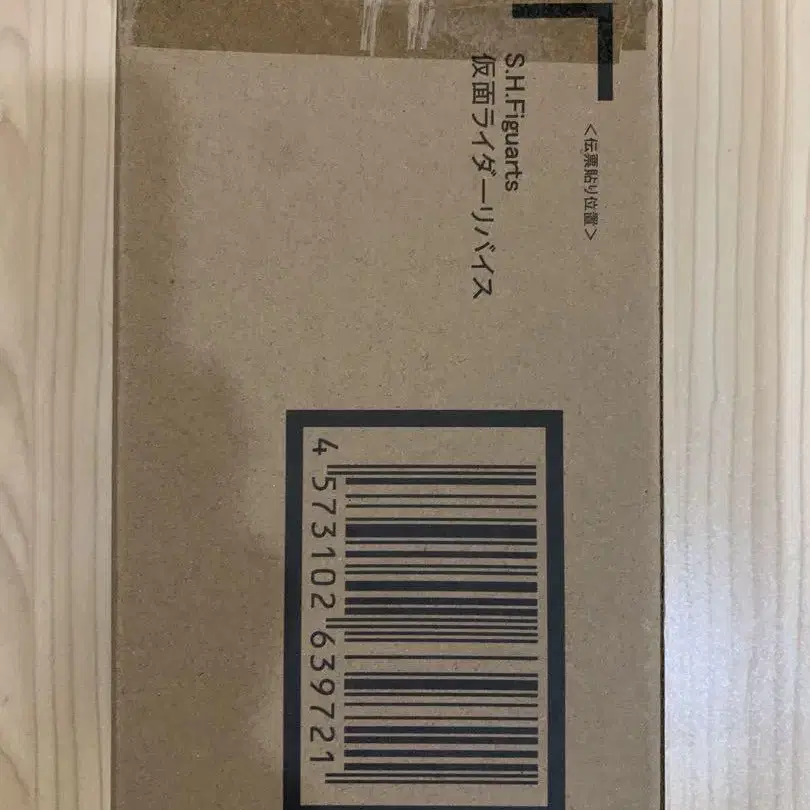 <伝票貼り位置>
S.H.Figuarts
仮面ライダーリバイス
4 573102 639721